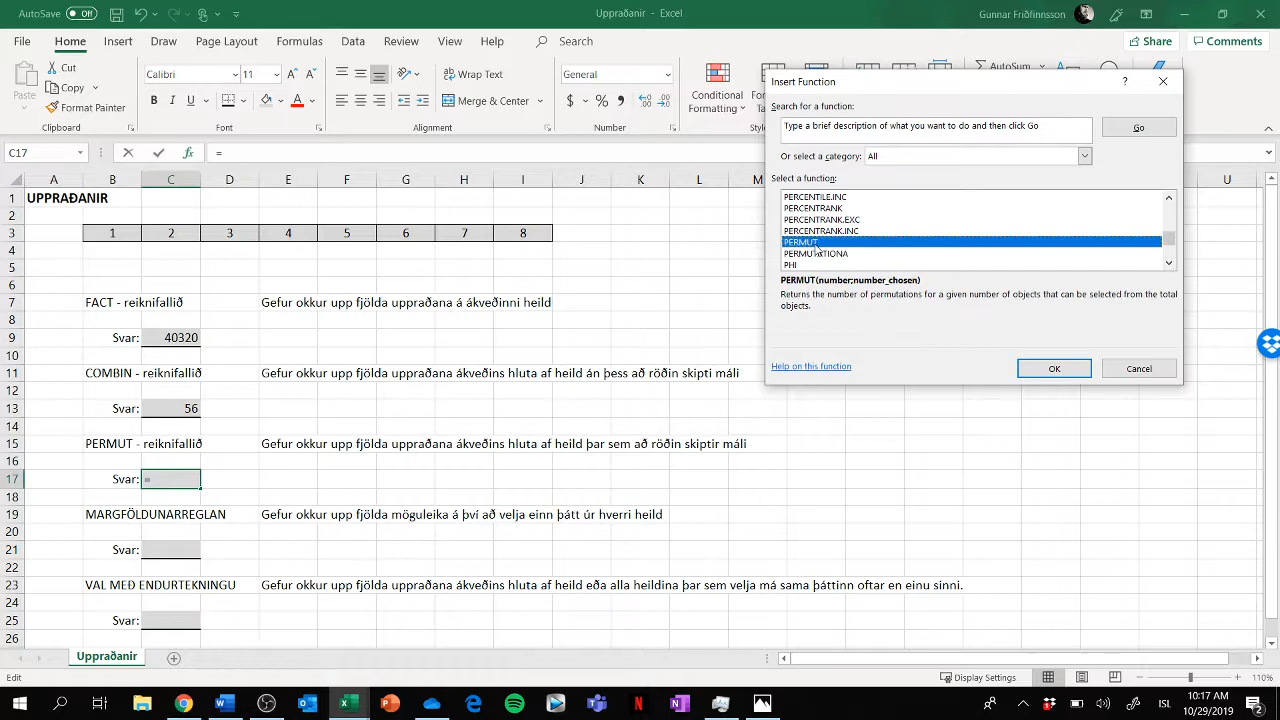 AutoSave Off
Uppraðanir - Excel
Gunnar Friðfinnsson
File Home Insert Draw Page Layout Formulas Data Review View Help Search
Share Comments
Paste
Cut
Copy
Format Painter
Clipboard
Calibri 11
Font
Wrap Text
Merge & Center
Alignment
General
Number
Conditional
Formatting
AutoSum
C17 fx =
A B C D E F G H I J K L M U
1 UPPRAÐANIR
2
3 1 2 3 4 5 6 7 8
4
5
6
7 FACT - reiknifallið Gefur okkur upp fjölda uppraðana á ákveðinni heild
8
9 Svar: 40320
10
11 COMBIN - reiknifallið Gefur okkur upp fjölda uppraðana ákveðins hluta af heild án þess að röðin skipti máli
12
13 Svar: 56
14
15 PERMUT - reiknifallið Gefur okkur upp fjölda uppraðana ákveðins hluta af heild þar sem að röðin skiptir máli
16
17 Svar: =
18
19 MARGFÖLDUNARREGLAN Gefur okkur upp fjölda möguleika á því að velja einn þátt úr hverri heild
20
21 Svar:
22
23 VAL MEÐ ENDURTEKNINGU Gefur okkur upp fjölda uppraðana ákveðins hluta af heild eða alla heildina þar sem velja má sama þáttinn oftar en einu sinni.
24
25 Svar:
26
Insert Function
Search for a function:
Type a brief description of what you want to do and then click Go
Go
Or select a category: All
Select a function:
PERCENTILE.INC
PERCENTRANK
PERCENTRANK.EXC
PERCENTRANK.INC
PERMUT
PERMUTATIONA
PHI
PERMUT(number;number_chosen)
Returns the number of permutations for a given number of objects that can be selected from the total
objects.
Help on this function
OK
Cancel
Uppraðanir
Edit
Display Settings
110%
ISL
10:17 AM
10/29/2019